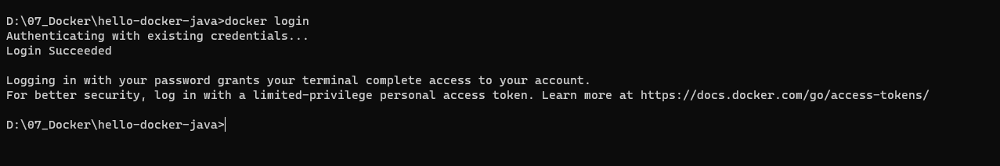 D:\07_Docker\hello-docker-java>docker login
Authenticating with existing credentials...
Login Succeeded
Logging in with your password grants your terminal complete access to your account.
For better security, log in with a limited-privilege personal access token. Learn more at https://docs.docker.com/go/access-tokens/
D:\07_Docker\hello-docker-java>